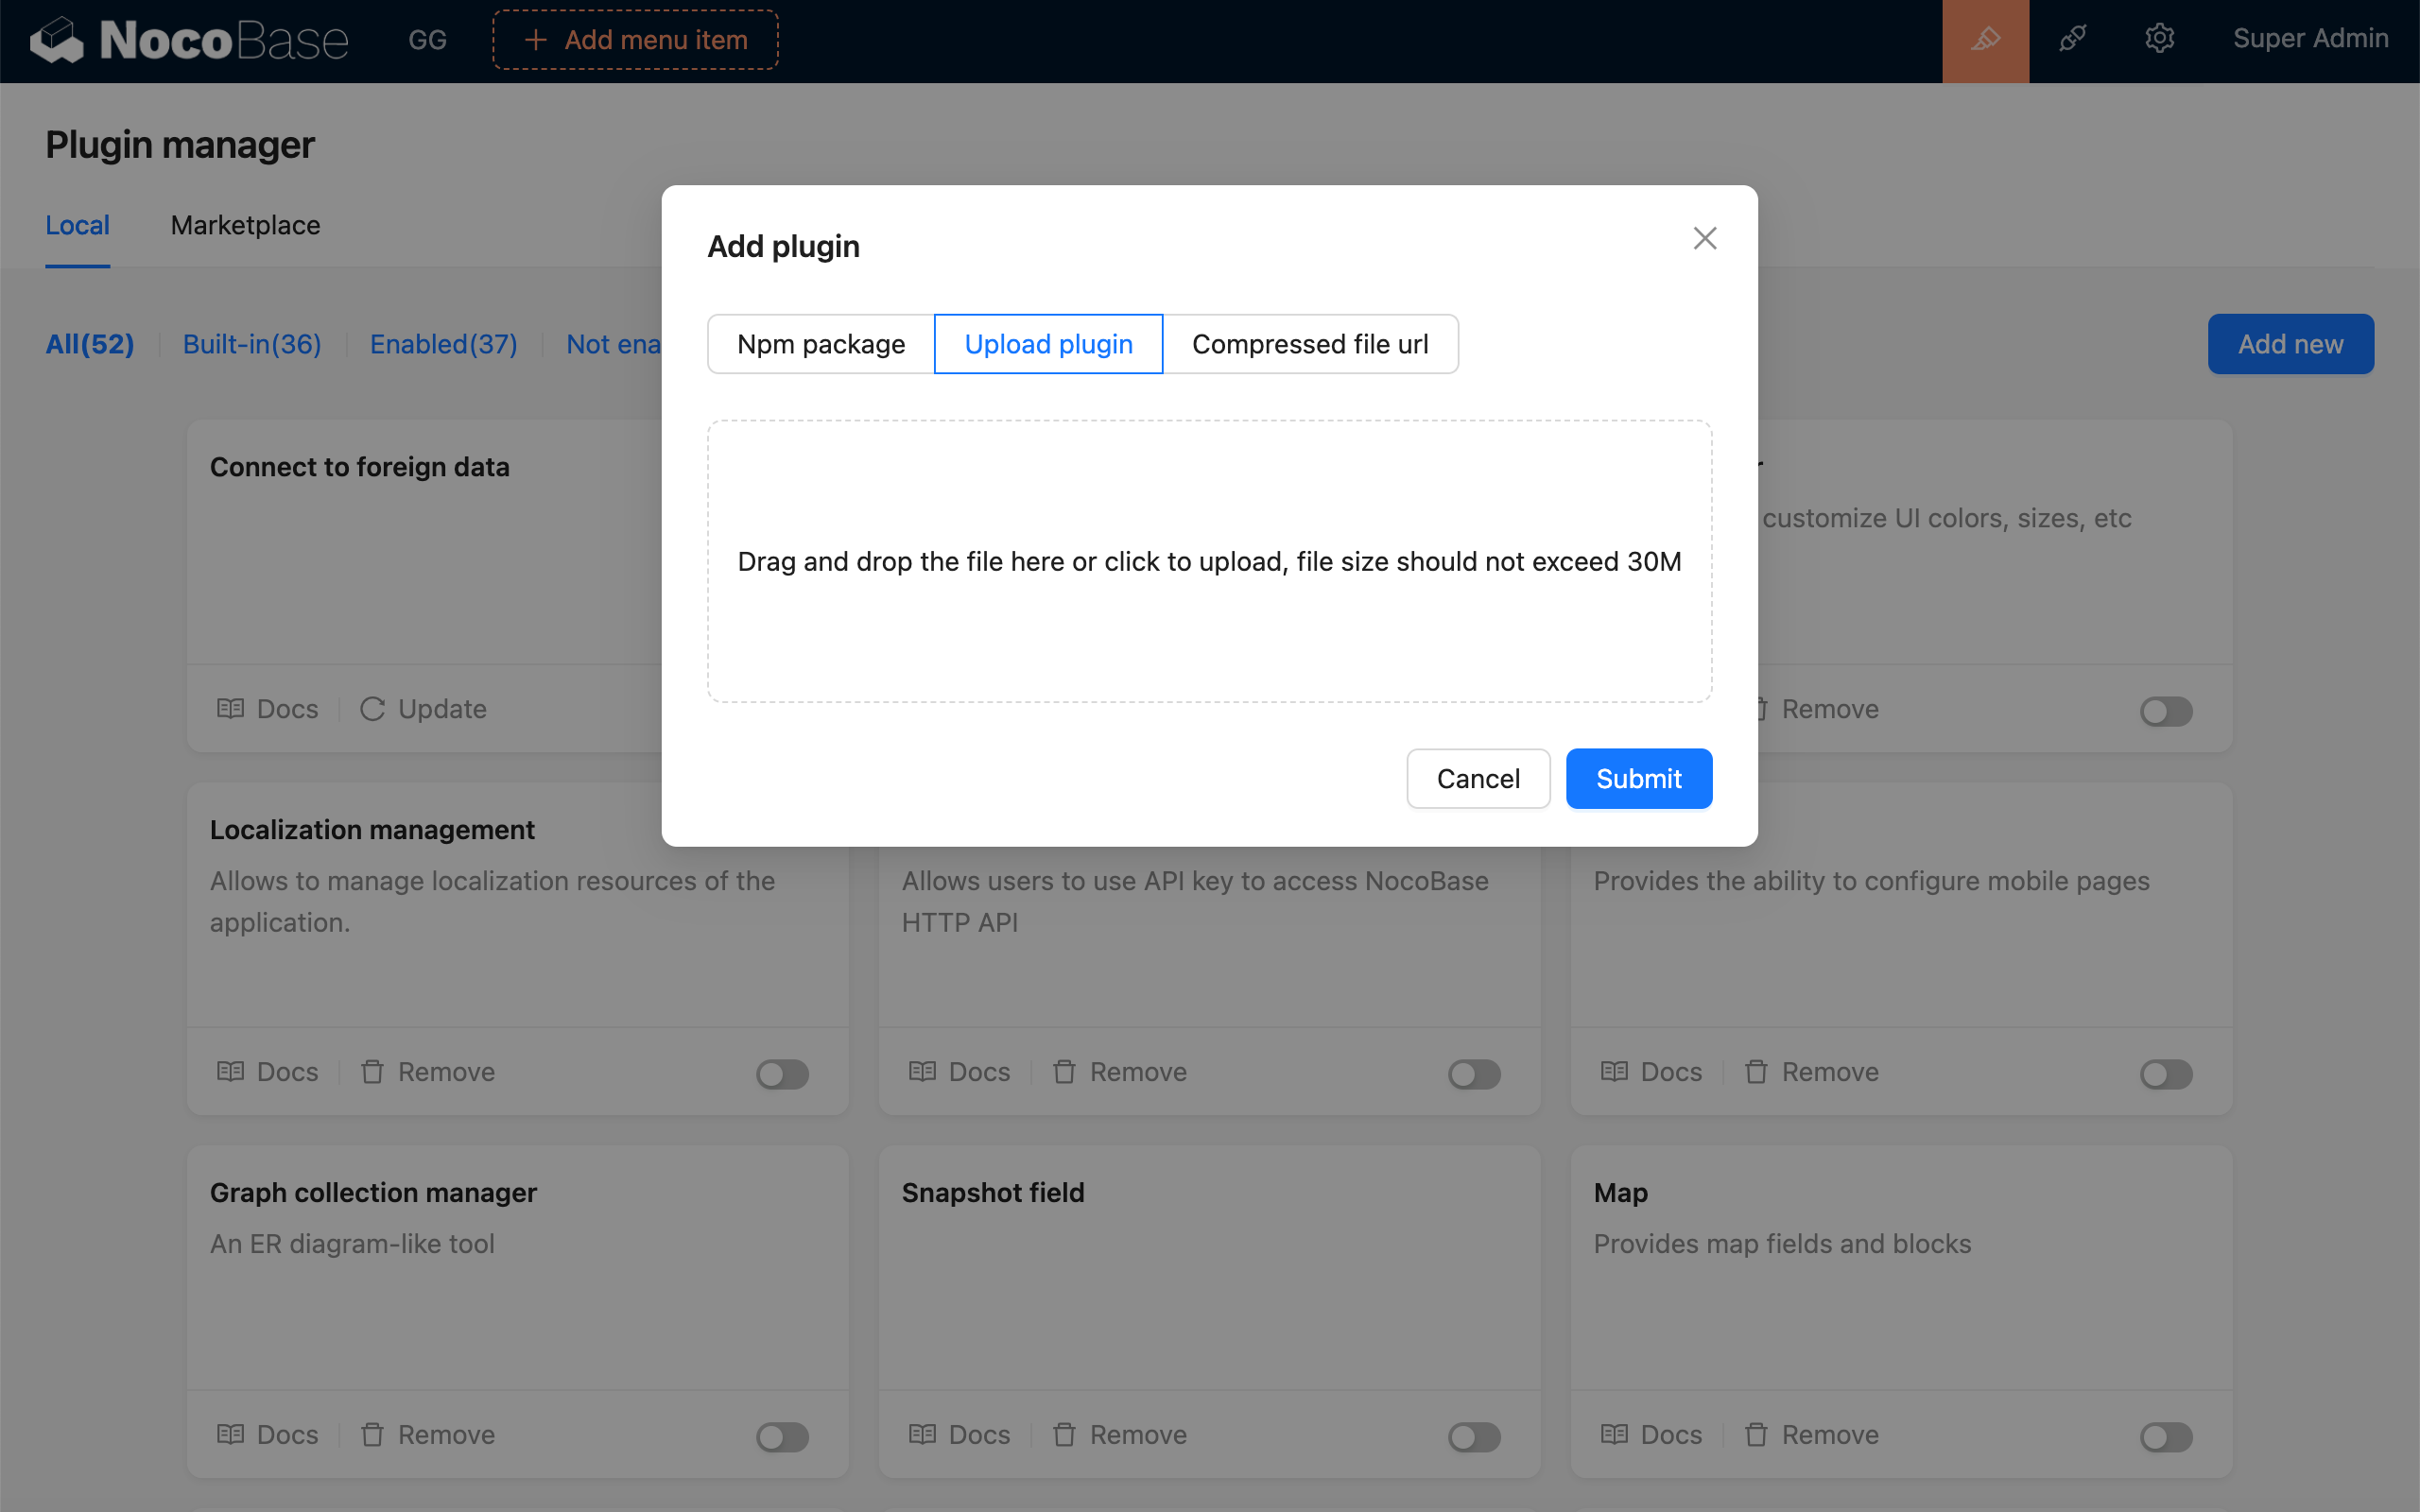 NocoBase GG + Add menu item Super Admin
Plugin manager
Local Marketplace
Add plugin
All(52) Built-in(36) Enabled(37) Not ena
Npm package Upload plugin Compressed file url
Add new
Connect to foreign data
customize UI colors, sizes, etc
Drag and drop the file here or click to upload, file size should not exceed 30M
Docs Update
Remove
Cancel Submit
Localization management
Allows to manage localization resources of the
application.
Allows users to use API key to access NocoBase
HTTP API
Provides the ability to configure mobile pages
Docs Remove
Docs Remove
Docs Remove
Graph collection manager
An ER diagram-like tool
Snapshot field
Map
Provides map fields and blocks
Docs Remove
Docs Remove
Docs Remove